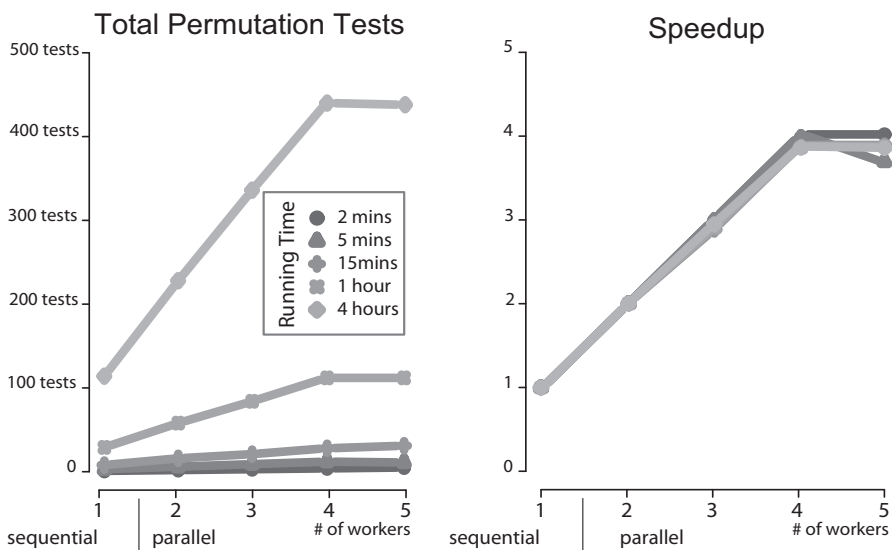 Total Permutation Tests
500 tests
400 tests
300 tests
200 tests
100 tests
0
Running Time
2 mins
5 mins
15mins
1 hour
4 hours
1
2
3
4
5
# of workers
sequential
parallel
Speedup
5
4
3
2
1
0
1
2
3
4
5
# of workers
sequential
parallel